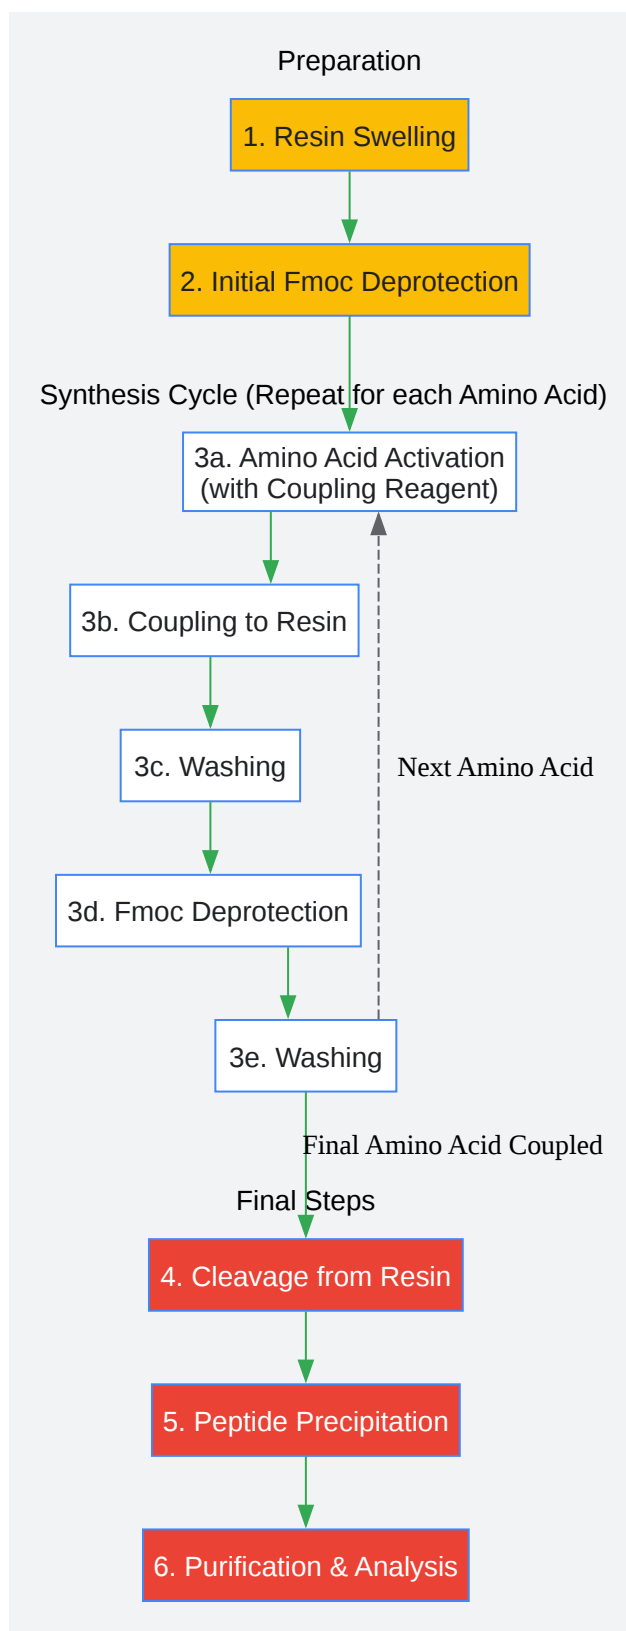 Preparation
1. Resin Swelling
2. Initial Fmoc Deprotection
Synthesis Cycle (Repeat for each Amino Acid)
3a. Amino Acid Activation
(with Coupling Reagent)
3b. Coupling to Resin
3c. Washing
Next Amino Acid
3d. Fmoc Deprotection
3e. Washing
Final Amino Acid Coupled
Final Steps
4. Cleavage from Resin
5. Peptide Precipitation
6. Purification & Analysis